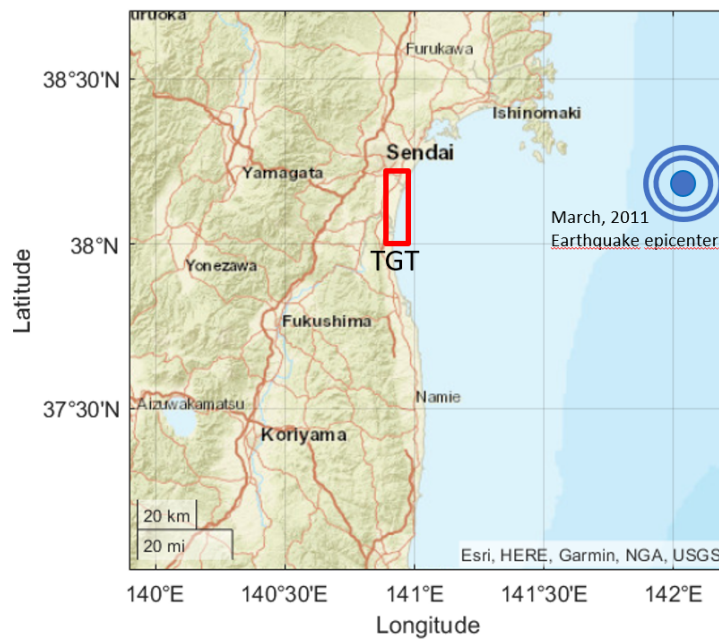 uruoka
Furukawa
38°30'N
Ishinomaki
Sendai
Yamagata
March, 2011
Earthquake epicenter
38°N
TGT
Yonezawa
Latitude
Fukushima
Namie
Aizuwakamatsu
37°30'N
Koriyama
20 km
20 mi
Esri, HERE, Garmin, NGA, USGS
140°E
140°30'E
141°E
141°30'E
142°E
Longitude